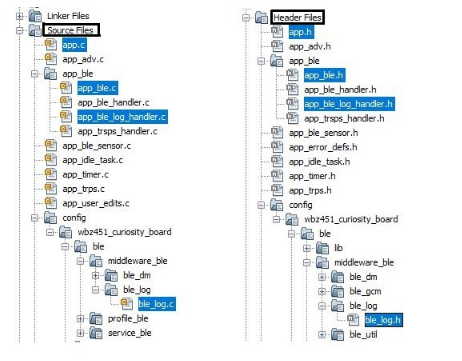 Linker Files
Source Files
app.c
app_adv.c
app_ble
app_ble.c
app_ble_handler.c
app_ble_log_handler.c
app_trsps_handler.c
app_ble_sensor.c
app_idle_task.c
app_timer.c
app_trps.c
app_user_edits.c
config
wbz451_curiosity_board
ble
middleware_ble
ble_dm
ble_log
ble_log.c
profile_ble
service_ble
Header Files
app.h
app_adv.h
app_ble
app_ble.h
app_ble_handler.h
app_ble_log_handler.h
app_trsps_handler.h
app_ble_sensor.h
app_error_defs.h
app_idle_task.h
app_timer.h
app_trps.h
config
wbz451_curiosity_board
ble
lib
middleware_ble
ble_dm
ble_gcm
ble_log
ble_log.h
ble_util